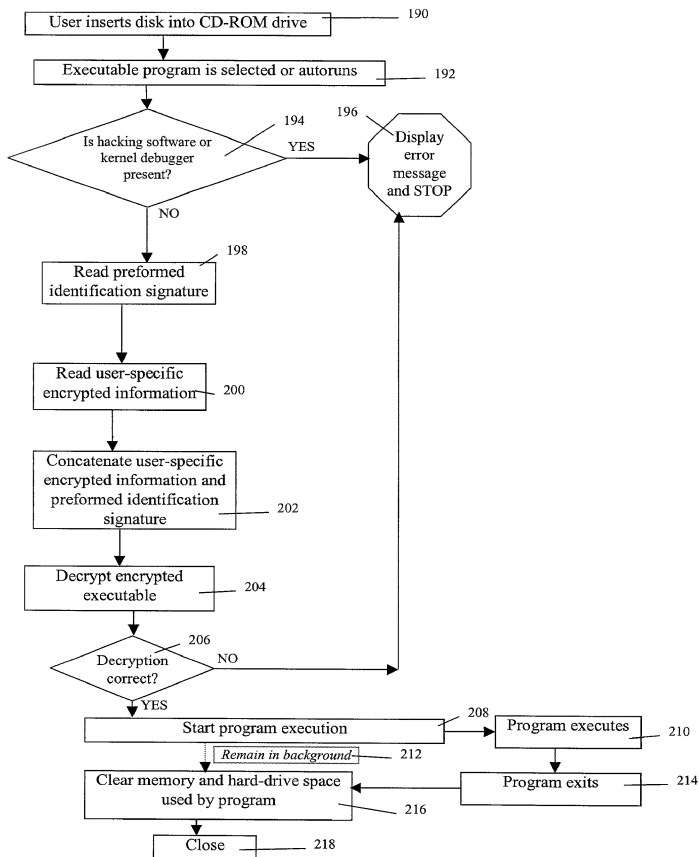 User inserts disk into CD-ROM drive
190
Executable program is selected or autoruns
192
Is hacking software or
kernel debugger
present?
194
YES
196
Display
error
message
and STOP
NO
198
Read preformed
identification signature
Read user-specific
encrypted information
200
Concatenate user-specific
encrypted information and
preformed identification
signature
202
Decrypt encrypted
executable
204
206
Decryption
correct?
NO
YES
Start program execution
208
Program executes
210
Remain in background
212
Clear memory and hard-drive space
used by program
216
Program exits
214
Close
218